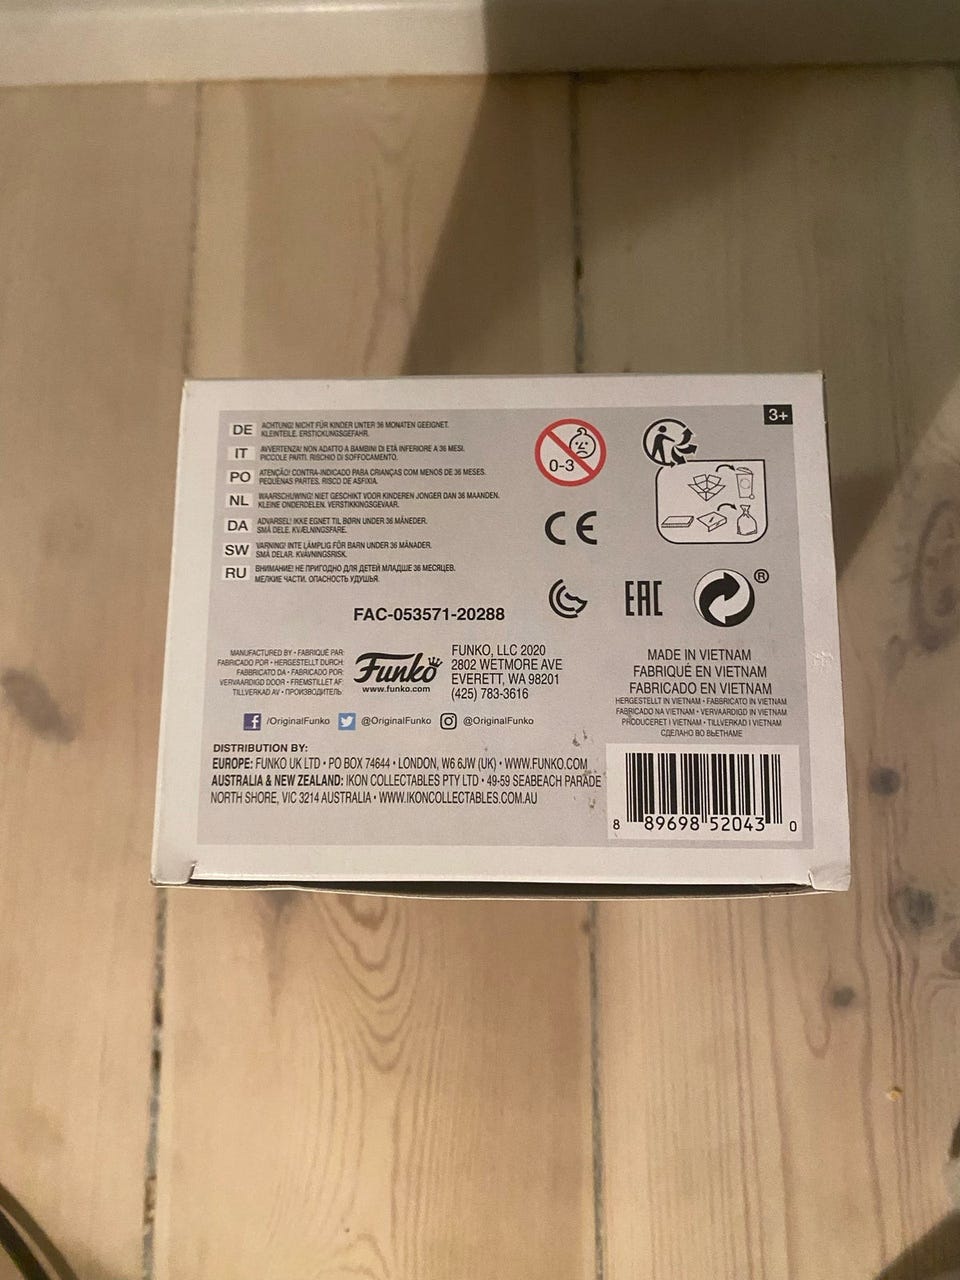 3+
DE ACHTUNG! NICHT FÜR KINDER UNTER 36 MONATEN GEEIGNET.
KLEINTEILE. ERSTICKUNGSGEFAHR.
IT AVVERTENZA! NON ADATTO A BAMBINI DI ETÀ INFERIORE A 36 MESI.
PICCOLE PARTI. RISCHIO DI SOFFOCAMENTO.
PO ATENÇÃO! CONTRA-INDICADO PARA CRIANÇAS COM MENOS DE 36 MESES.
PEQUENAS PARTES. RISCO DE ASFIXIA.
NL WAARSCHUWING! NIET GESCHIKT VOOR KINDEREN JONGER DAN 36 MAANDEN.
KLEINE ONDERDELEN. VERSTIKKINGSGEVAAR.
DA ADVARSEL! IKKE EGNET TIL BØRN UNDER 36 MÅNEDER.
SMÅ DELE. KVÆLNINGSFARE.
SW VARNING! INTE LÄMPLIG FÖR BARN UNDER 36 MÅNADER.
SMÅ DELAR. KVÄVNINGSRISK.
RU ВНИМАНИЕ! НЕ ПРИГОДНО ДЛЯ ДЕТЕЙ МЛАДШЕ 36 МЕСЯЦЕВ.
МЕЛКИЕ ЧАСТИ. ОПАСНОСТЬ УДУШЬЯ.
0-3
CE
EAC
®
FAC-053571-20288
MANUFACTURED BY • FABRIQUÉ PAR:
FABRICADO POR • HERGESTELLT DURCH:
FABBRICATO DA • FABRICADO POR:
VERVAARDIGD DOOR • FREMSTILLET AF:
TILLVERKAD AV • ПРОИЗВОДИТЕЛЬ:
Funko
www.funko.com
FUNKO, LLC 2020
2802 WETMORE AVE
EVERETT, WA 98201
(425) 783-3616
/OriginalFunko @OriginalFunko @OriginalFunko
MADE IN VIETNAM
FABRIQUÉ EN VIETNAM
FABRICADO EN VIETNAM
HERGESTELLT IN VIETNAM • FABBRICATO IN VIETNAM
FABRICADO NA VIETNAM • VERVAARDIGD IN VIETNAM
PRODUCERET I VIETNAM • TILLVERKAD I VIETNAM
СДЕЛАНО ВО ВЬЕТНАМЕ
DISTRIBUTION BY:
EUROPE: FUNKO UK LTD • PO BOX 74644 • LONDON, W6 6JW (UK) • WWW.FUNKO.COM
AUSTRALIA & NEW ZEALAND: IKON COLLECTABLES PTY LTD • 49-59 SEABEACH PARADE
NORTH SHORE, VIC 3214 AUSTRALIA • WWW.IKONCOLLECTABLES.COM.AU
8 89698 52043 0